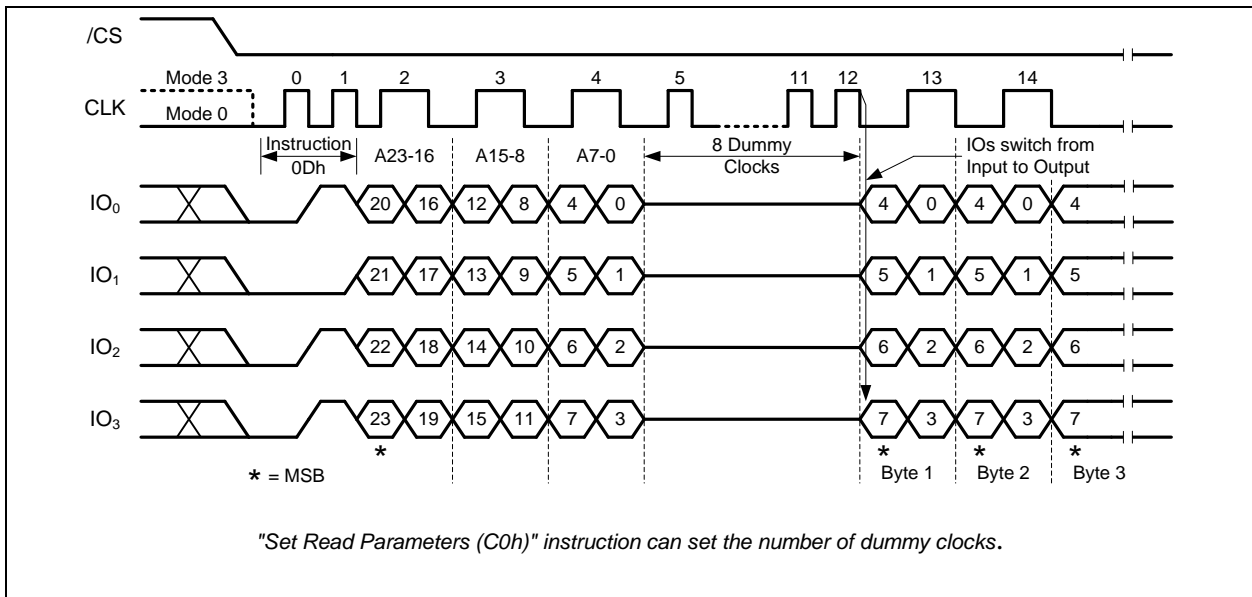 /CS
Mode 3 0 1 2 3 4 5 11 12 13 14
CLK Mode 0
Instruction 0Dh A23-16 A15-8 A7-0 8 Dummy Clocks IOs switch from Input to Output
IO₀ 20 16 12 8 4 0 4 0 4 0 4
IO₁ 21 17 13 9 5 1 5 1 5 1 5
IO₂ 22 18 14 10 6 2 6 2 6 2 6
IO₃ 23 19 15 11 7 3 7 3 7 3 7
* * * *
* = MSB Byte 1 Byte 2 Byte 3
"Set Read Parameters (C0h)" instruction can set the number of dummy clocks.